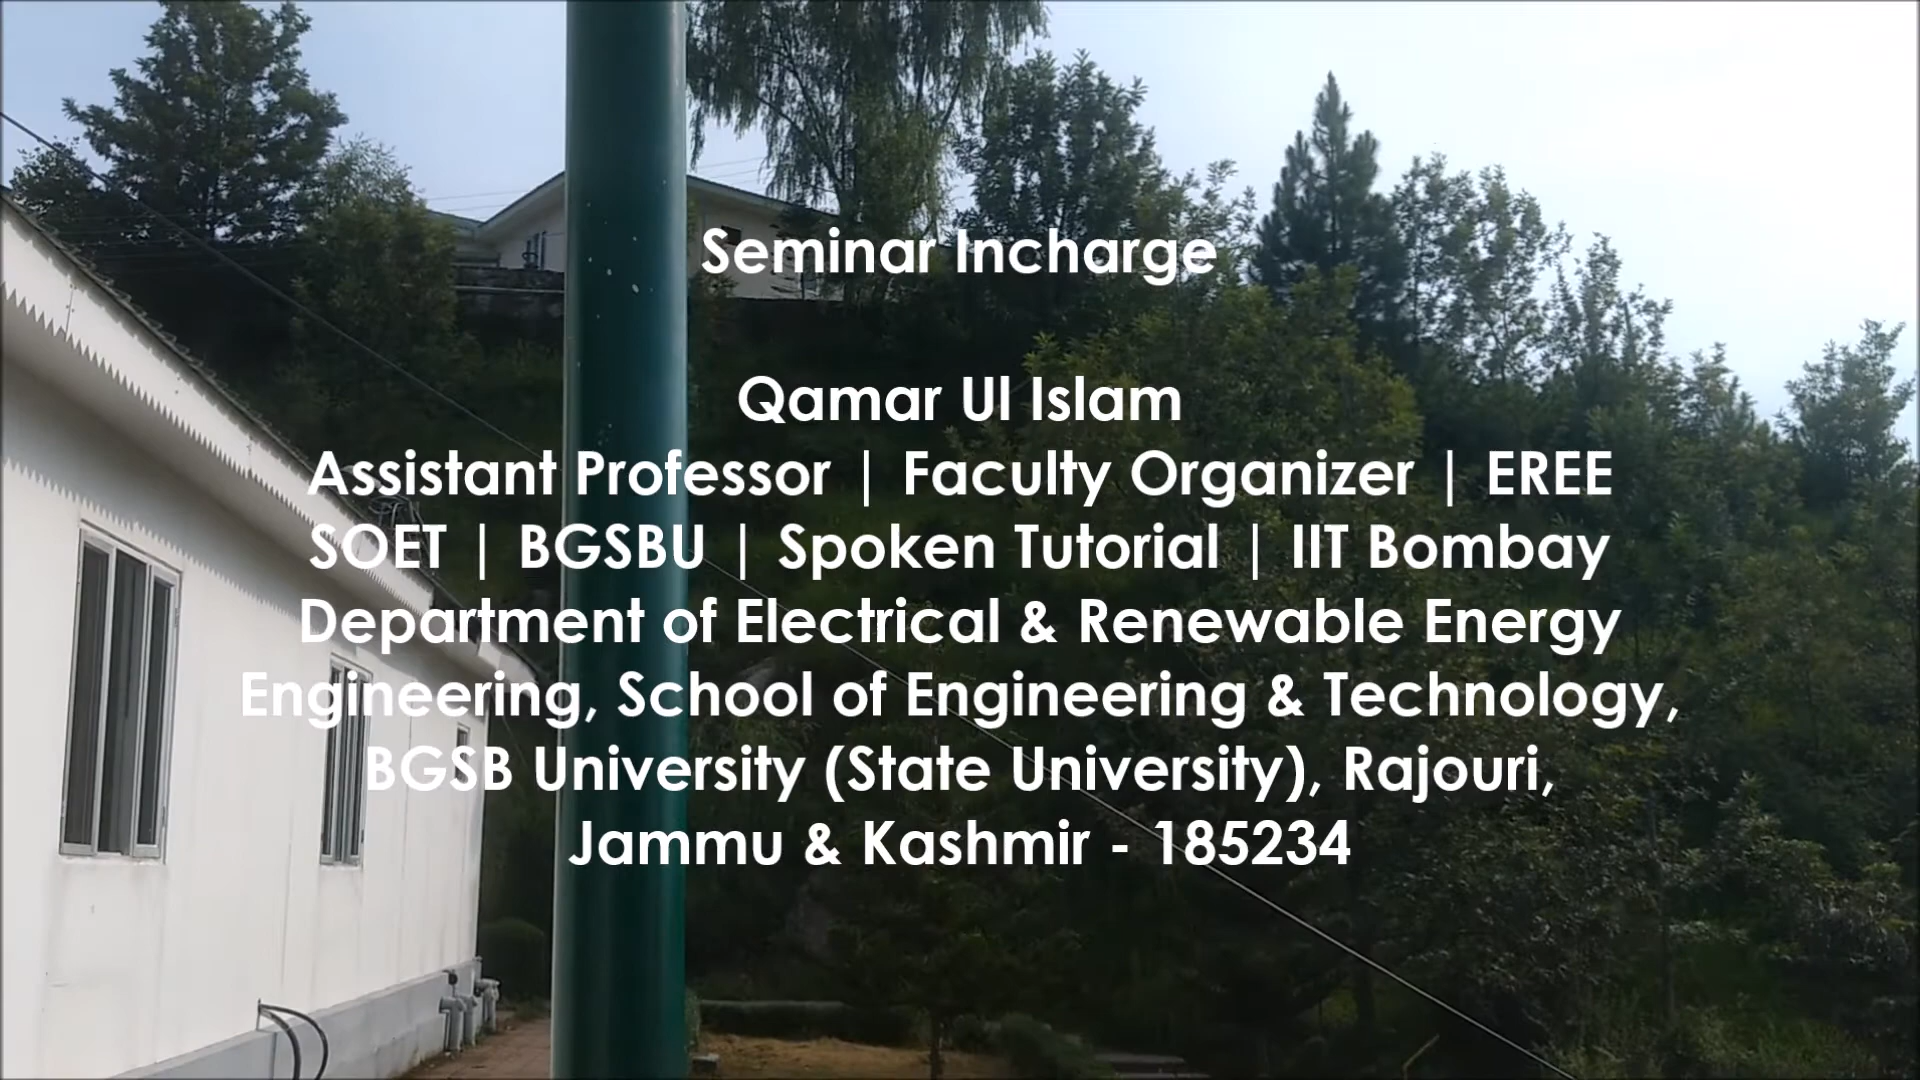 Seminar Incharge
Qamar Ul Islam
Assistant Professor | Faculty Organizer | EREE
SOET | BGSBU | Spoken Tutorial | IIT Bombay
Department of Electrical & Renewable Energy
Engineering, School of Engineering & Technology,
BGSB University (State University), Rajouri,
Jammu & Kashmir - 185234